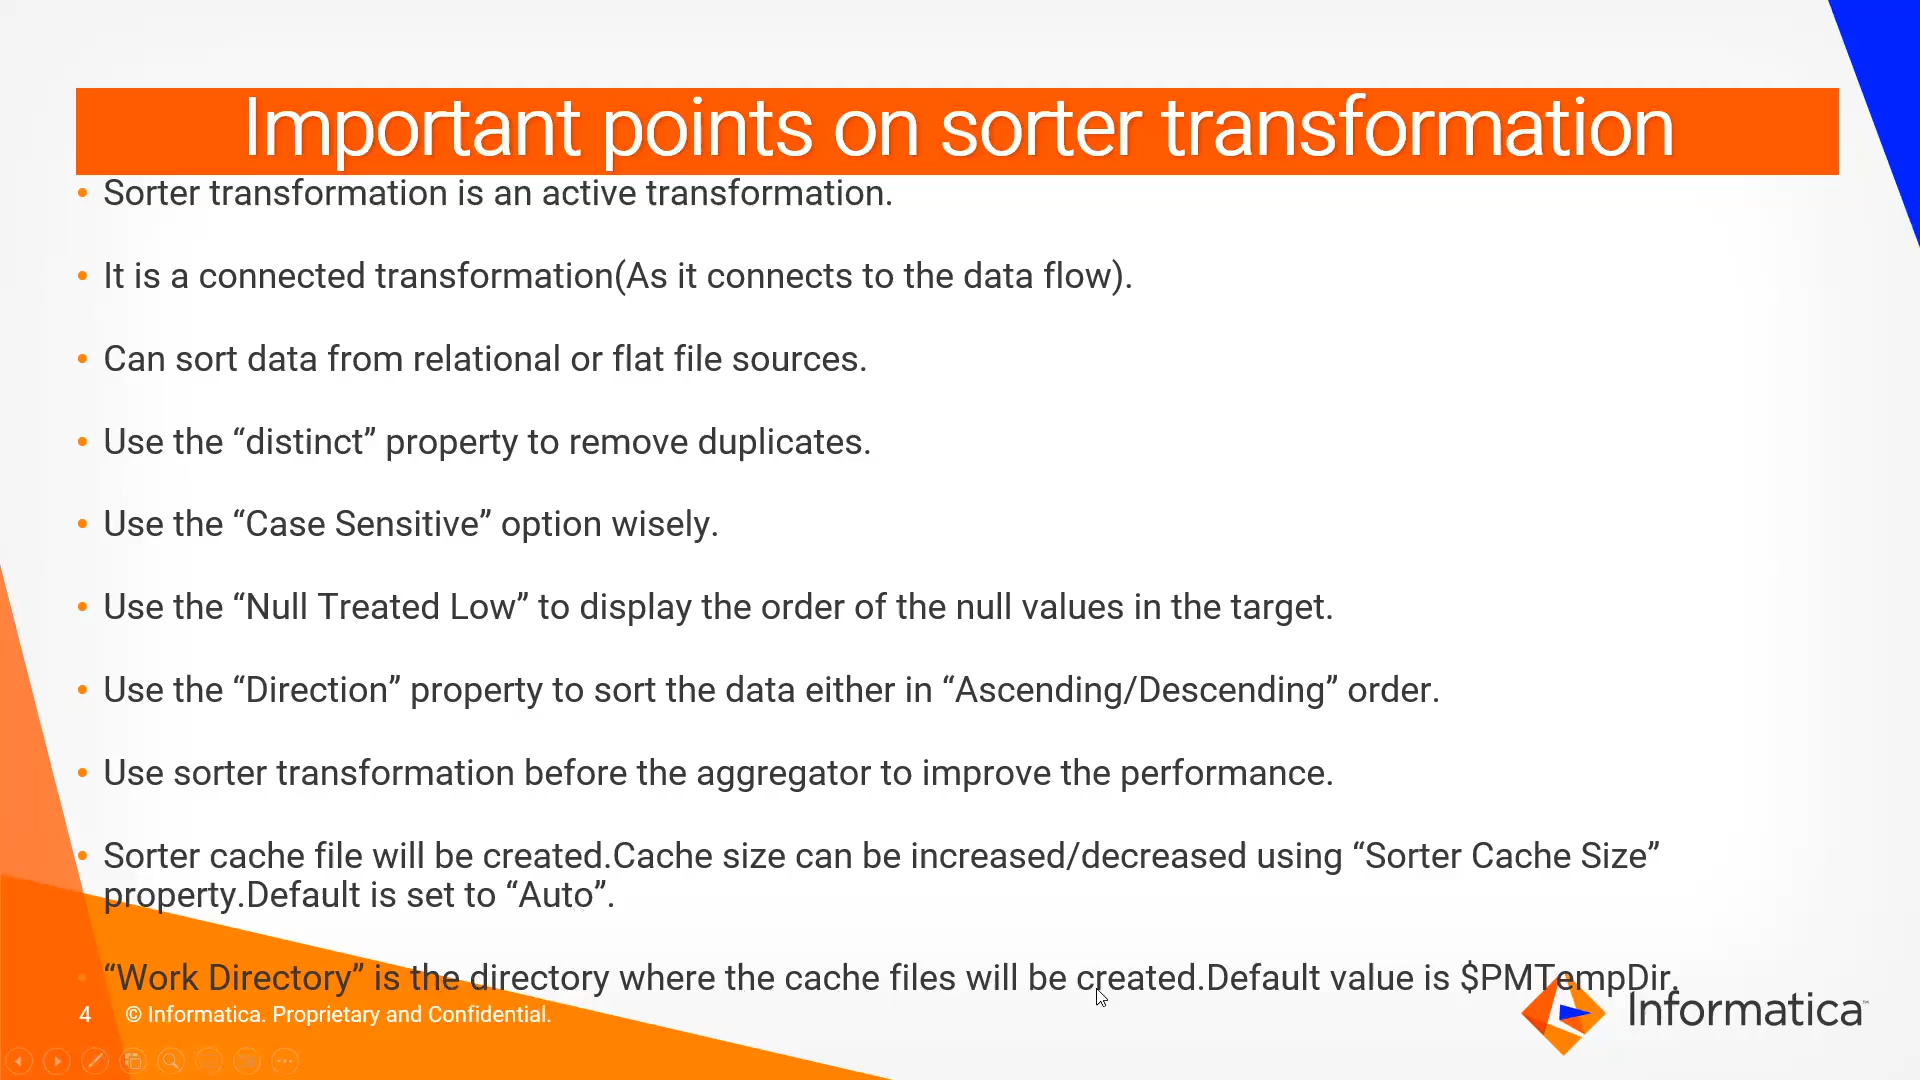 Important points on sorter transformation
• Sorter transformation is an active transformation.
• It is a connected transformation(As it connects to the data flow).
• Can sort data from relational or flat file sources.
• Use the “distinct” property to remove duplicates.
• Use the “Case Sensitive” option wisely.
• Use the “Null Treated Low” to display the order of the null values in the target.
• Use the “Direction” property to sort the data either in “Ascending/Descending” order.
• Use sorter transformation before the aggregator to improve the performance.
• Sorter cache file will be created.Cache size can be increased/decreased using “Sorter Cache Size”
property.Default is set to “Auto”.
• “Work Directory” is the directory where the cache files will be created.Default value is $PMTempDir.
4 © Informatica. Proprietary and Confidential.
Informatica™